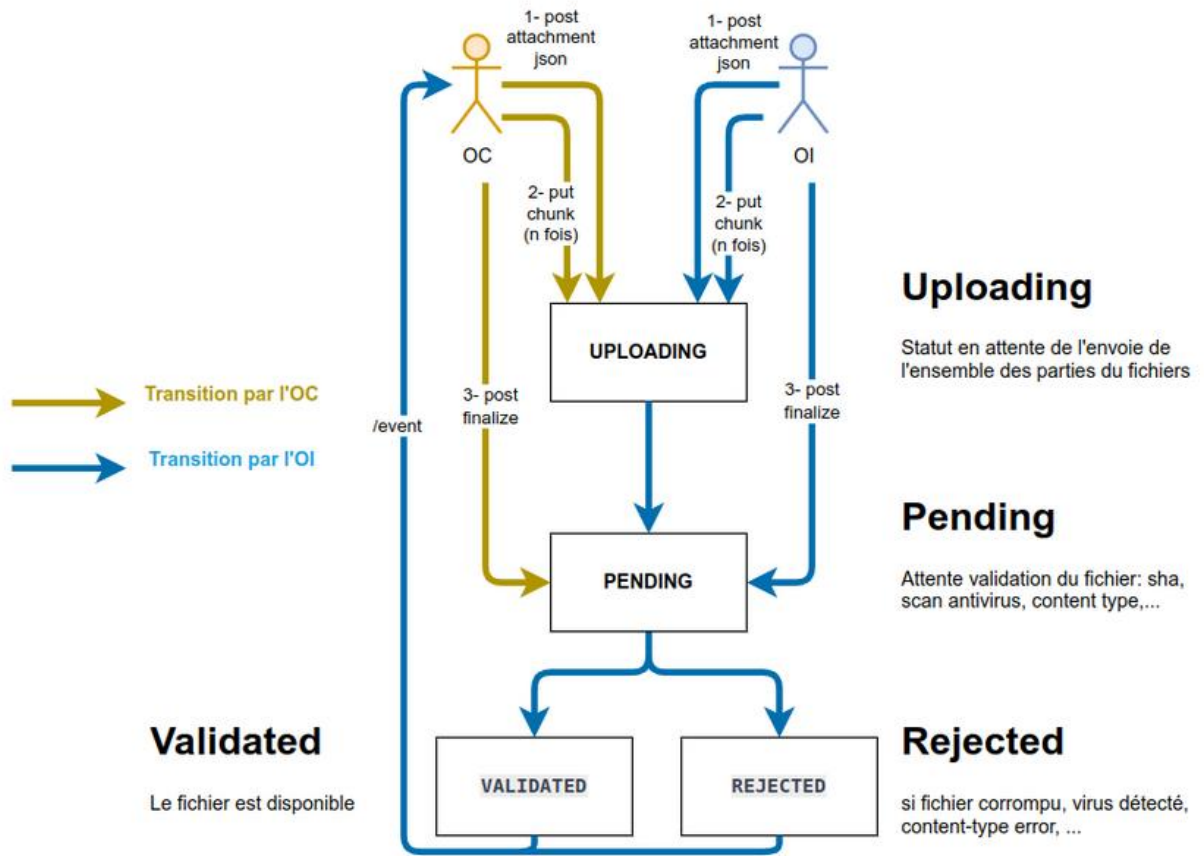 1- post
attachment
json
1- post
attachment
json
OC
OI
2- put
chunk
(n fois)
2- put
chunk
(n fois)
Uploading
UPLOADING
Statut en attente de l'envoie de
l'ensemble des parties du fichiers
Transition par l'OC
Transition par l'OI
/event
3- post
finalize
3- post
finalize
Pending
PENDING
Attente validation du fichier: sha,
scan antivirus, content type,...
Validated
Le fichier est disponible
VALIDATED
REJECTED
Rejected
si fichier corrompu, virus détecté,
content-type error, ...